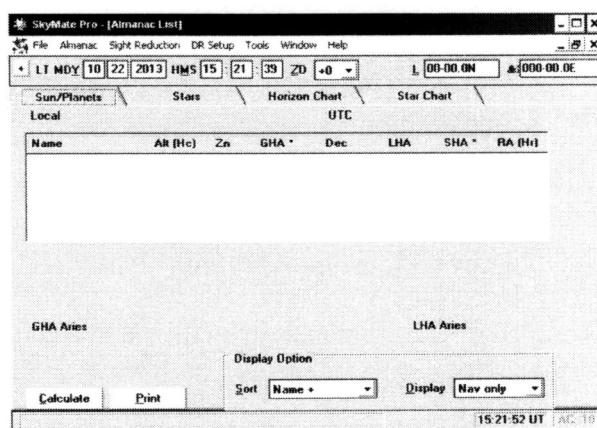 SkyMate Pro - [Almanac List]
File Almanac Sight Reduction DR Setup Tools Window Help
+ LT MDY 10 22 2013 HMS 15 : 21 : 39 ZD +0 L 00-00.0N 000-00.0E
Sun/Planets Stars Horizon Chart Star Chart
Local UTC
Name Alt (Hc) Zn GHA * Dec LHA SHA * RA (Hr)
GHA Aries LHA Aries
Display Option
Sort Name + Display Nav only
Calculate Print
15:21:52 UT AC: 10